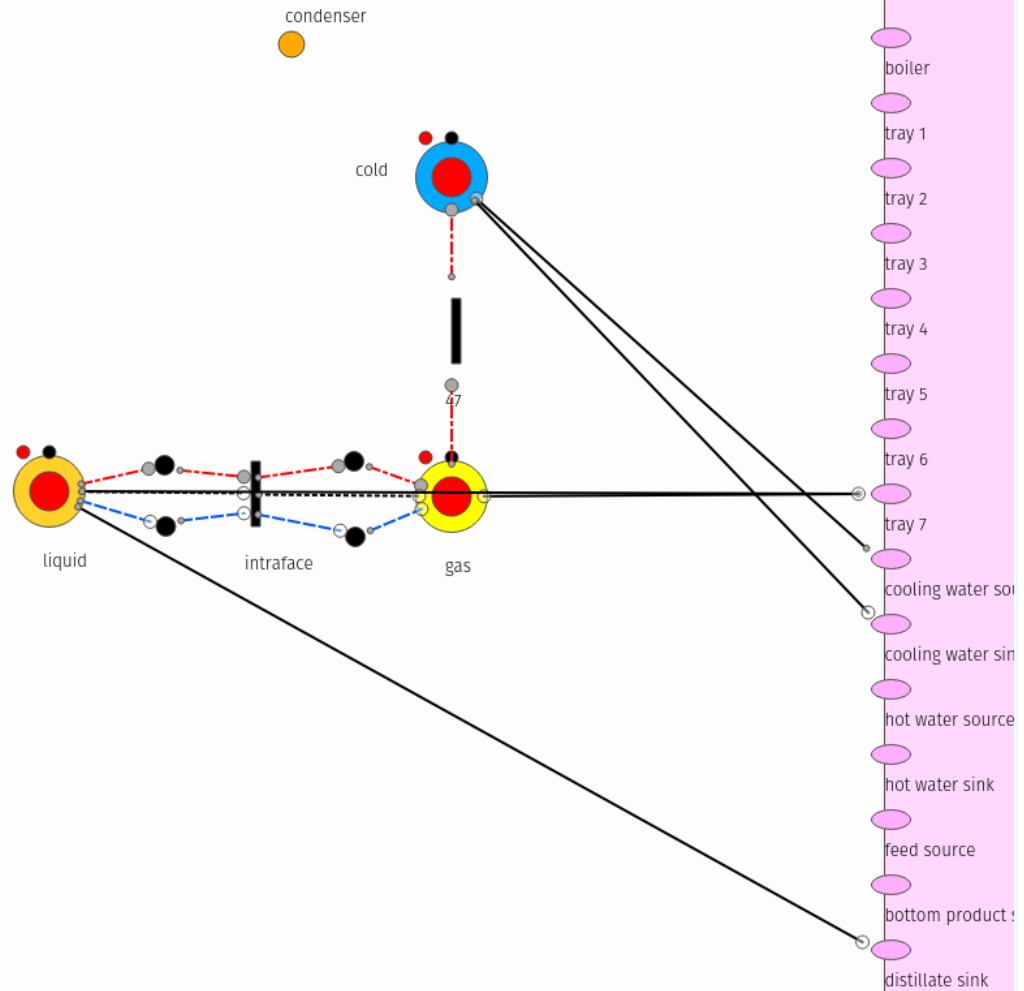 condenser
boiler
tray 1
cold
tray 2
tray 3
tray 4
tray 5
47
tray 6
tray 7
liquid
intraface
gas
cooling water sou
cooling water sin
hot water source
hot water sink
feed source
bottom product s
distillate sink